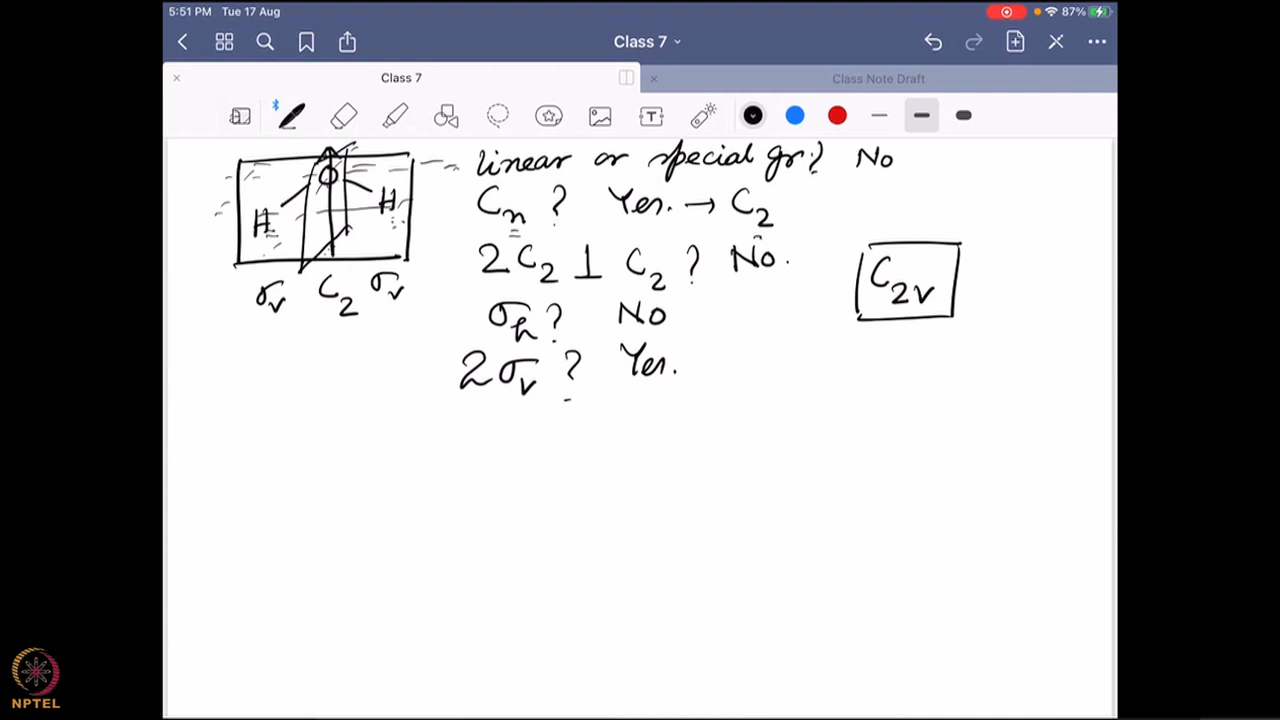 5:51 PM Tue 17 Aug
87%
Class 7
Class 7
Class Note Draft
T
linear or special gr? No
O
H H
Cn ? Yes. → C2
2C2 ⊥ C2 ? No.
σv C2 σv
C2v
σh? No
2σv ? Yes.
NPTEL